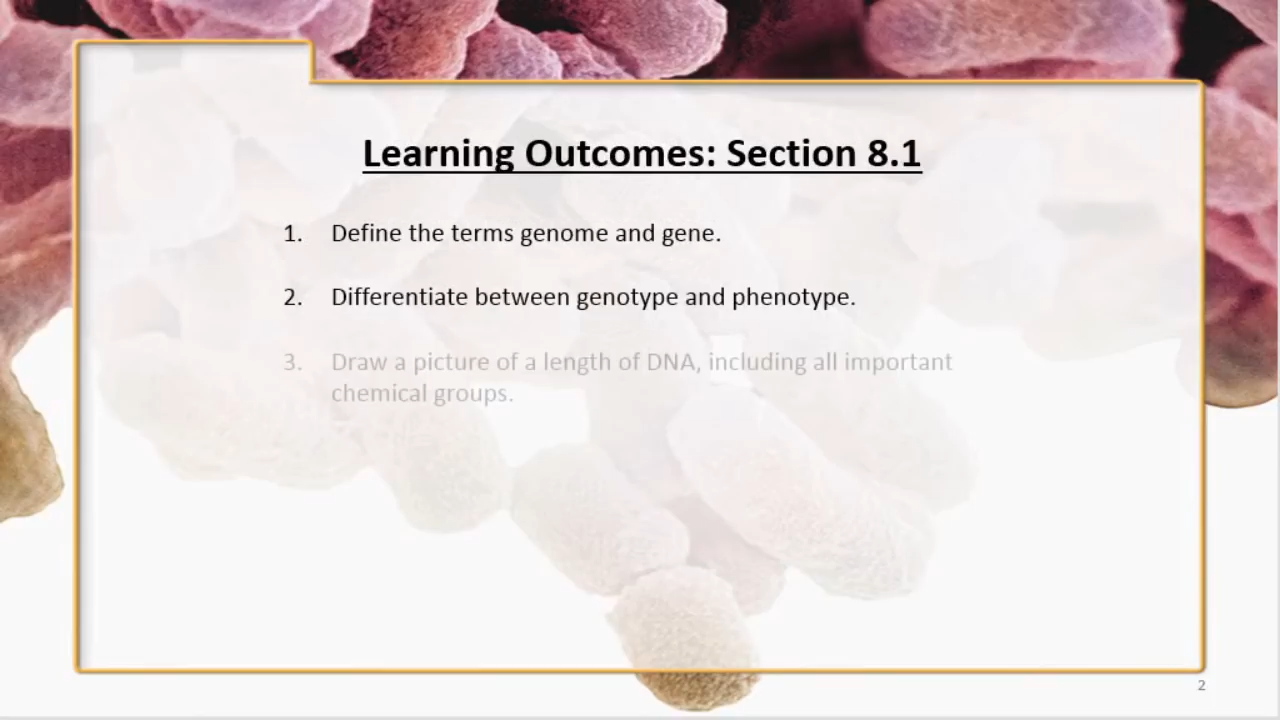 Learning Outcomes: Section 8.1
1. Define the terms genome and gene.
2. Differentiate between genotype and phenotype.
3. Draw a picture of a length of DNA, including all important
chemical groups.
2